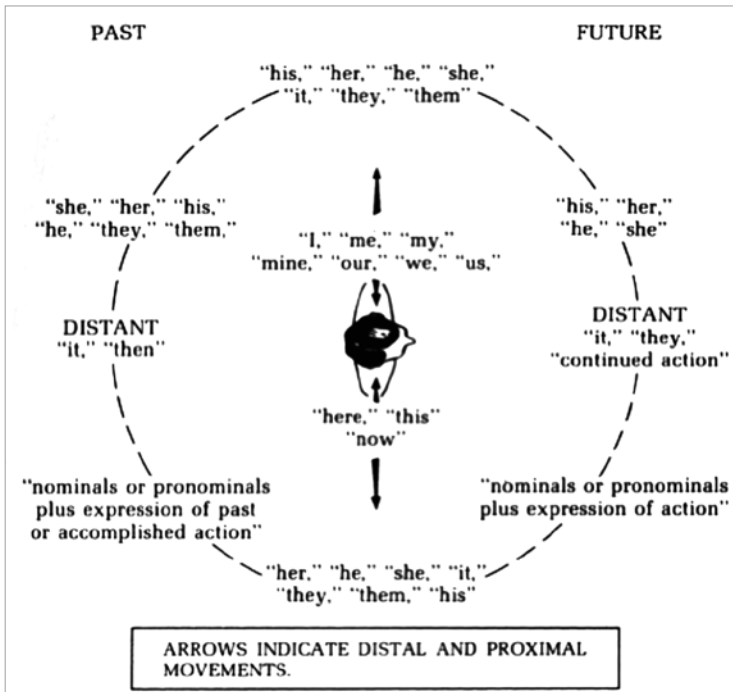 PAST
FUTURE
“his,” “her,” “he,” “she,”
“it,” “they,” “them”
“she,” “her,” “his,”
“he,” “they,” “them,”
“his,” “her,”
“he,” “she”
“I,” “me,” “my,”
“mine,” “our,” “we,” “us,”
DISTANT
“it,” “then”
DISTANT
“it,” “they,”
“continued action”
“here,” “this”
“now”
“nominals or pronominals
plus expression of past
or accomplished action”
“nominals or pronominals
plus expression of action”
“her,” “he,” “she,” “it,”
“they,” “them,” “his”
ARROWS INDICATE DISTAL AND PROXIMAL
MOVEMENTS.